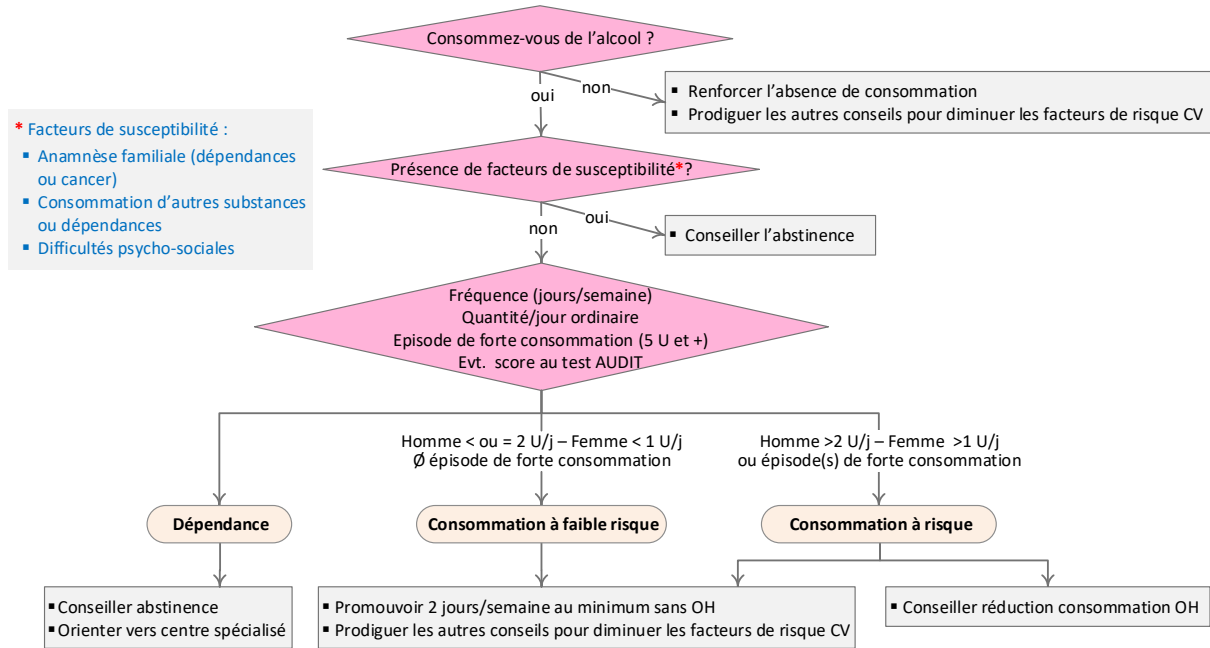 Consommez-vous de l'alcool ?
non
oui
▪ Renforcer l'absence de consommation
▪ Prodiguer les autres conseils pour diminuer les facteurs de risque CV
* Facteurs de susceptibilité :
▪ Anamnèse familiale (dépendances
ou cancer)
▪ Consommation d'autres substances
ou dépendances
▪ Difficultés psycho-sociales
Présence de facteurs de susceptibilité*?
oui
non
▪ Conseiller l'abstinence
Fréquence (jours/semaine)
Quantité/jour ordinaire
Episode de forte consommation (5 U et +)
Evt. score au test AUDIT
Homme < ou = 2 U/j – Femme < 1 U/j
Ø épisode de forte consommation
Homme >2 U/j – Femme >1 U/j
ou épisode(s) de forte consommation
Dépendance
Consommation à faible risque
Consommation à risque
▪ Conseiller abstinence
▪ Orienter vers centre spécialisé
▪ Promouvoir 2 jours/semaine au minimum sans OH
▪ Prodiguer les autres conseils pour diminuer les facteurs de risque CV
▪ Conseiller réduction consommation OH